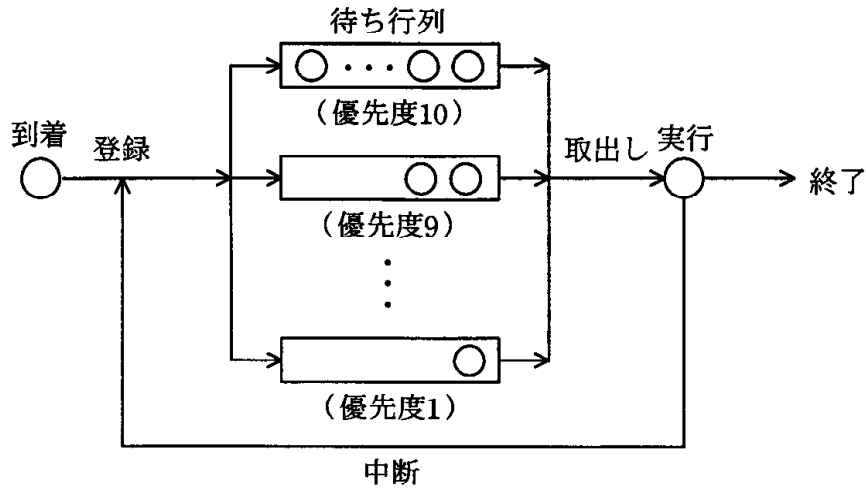 待ち行列
（優先度10）
到着
登録
取出し
実行
終了
（優先度9）
（優先度1）
中断